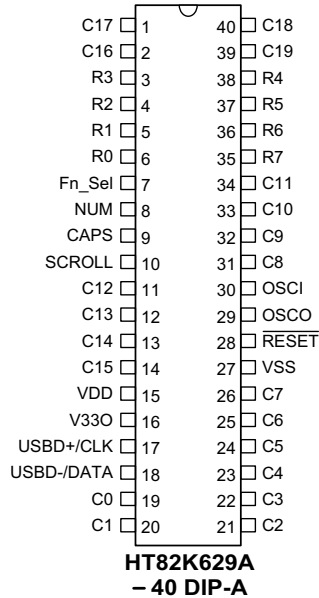 C17 1 40 C18
C16 2 39 C19
R3 3 38 R4
R2 4 37 R5
R1 5 36 R6
R0 6 35 R7
Fn_Sel 7 34 C11
NUM 8 33 C10
CAPS 9 32 C9
SCROLL 10 31 C8
C12 11 30 OSCI
C13 12 29 OSCO
C14 13 28 RESET
C15 14 27 VSS
VDD 15 26 C7
V33O 16 25 C6
USBD+/CLK 17 24 C5
USBD-/DATA 18 23 C4
C0 19 22 C3
C1 20 21 C2
HT82K629A
– 40 DIP-A